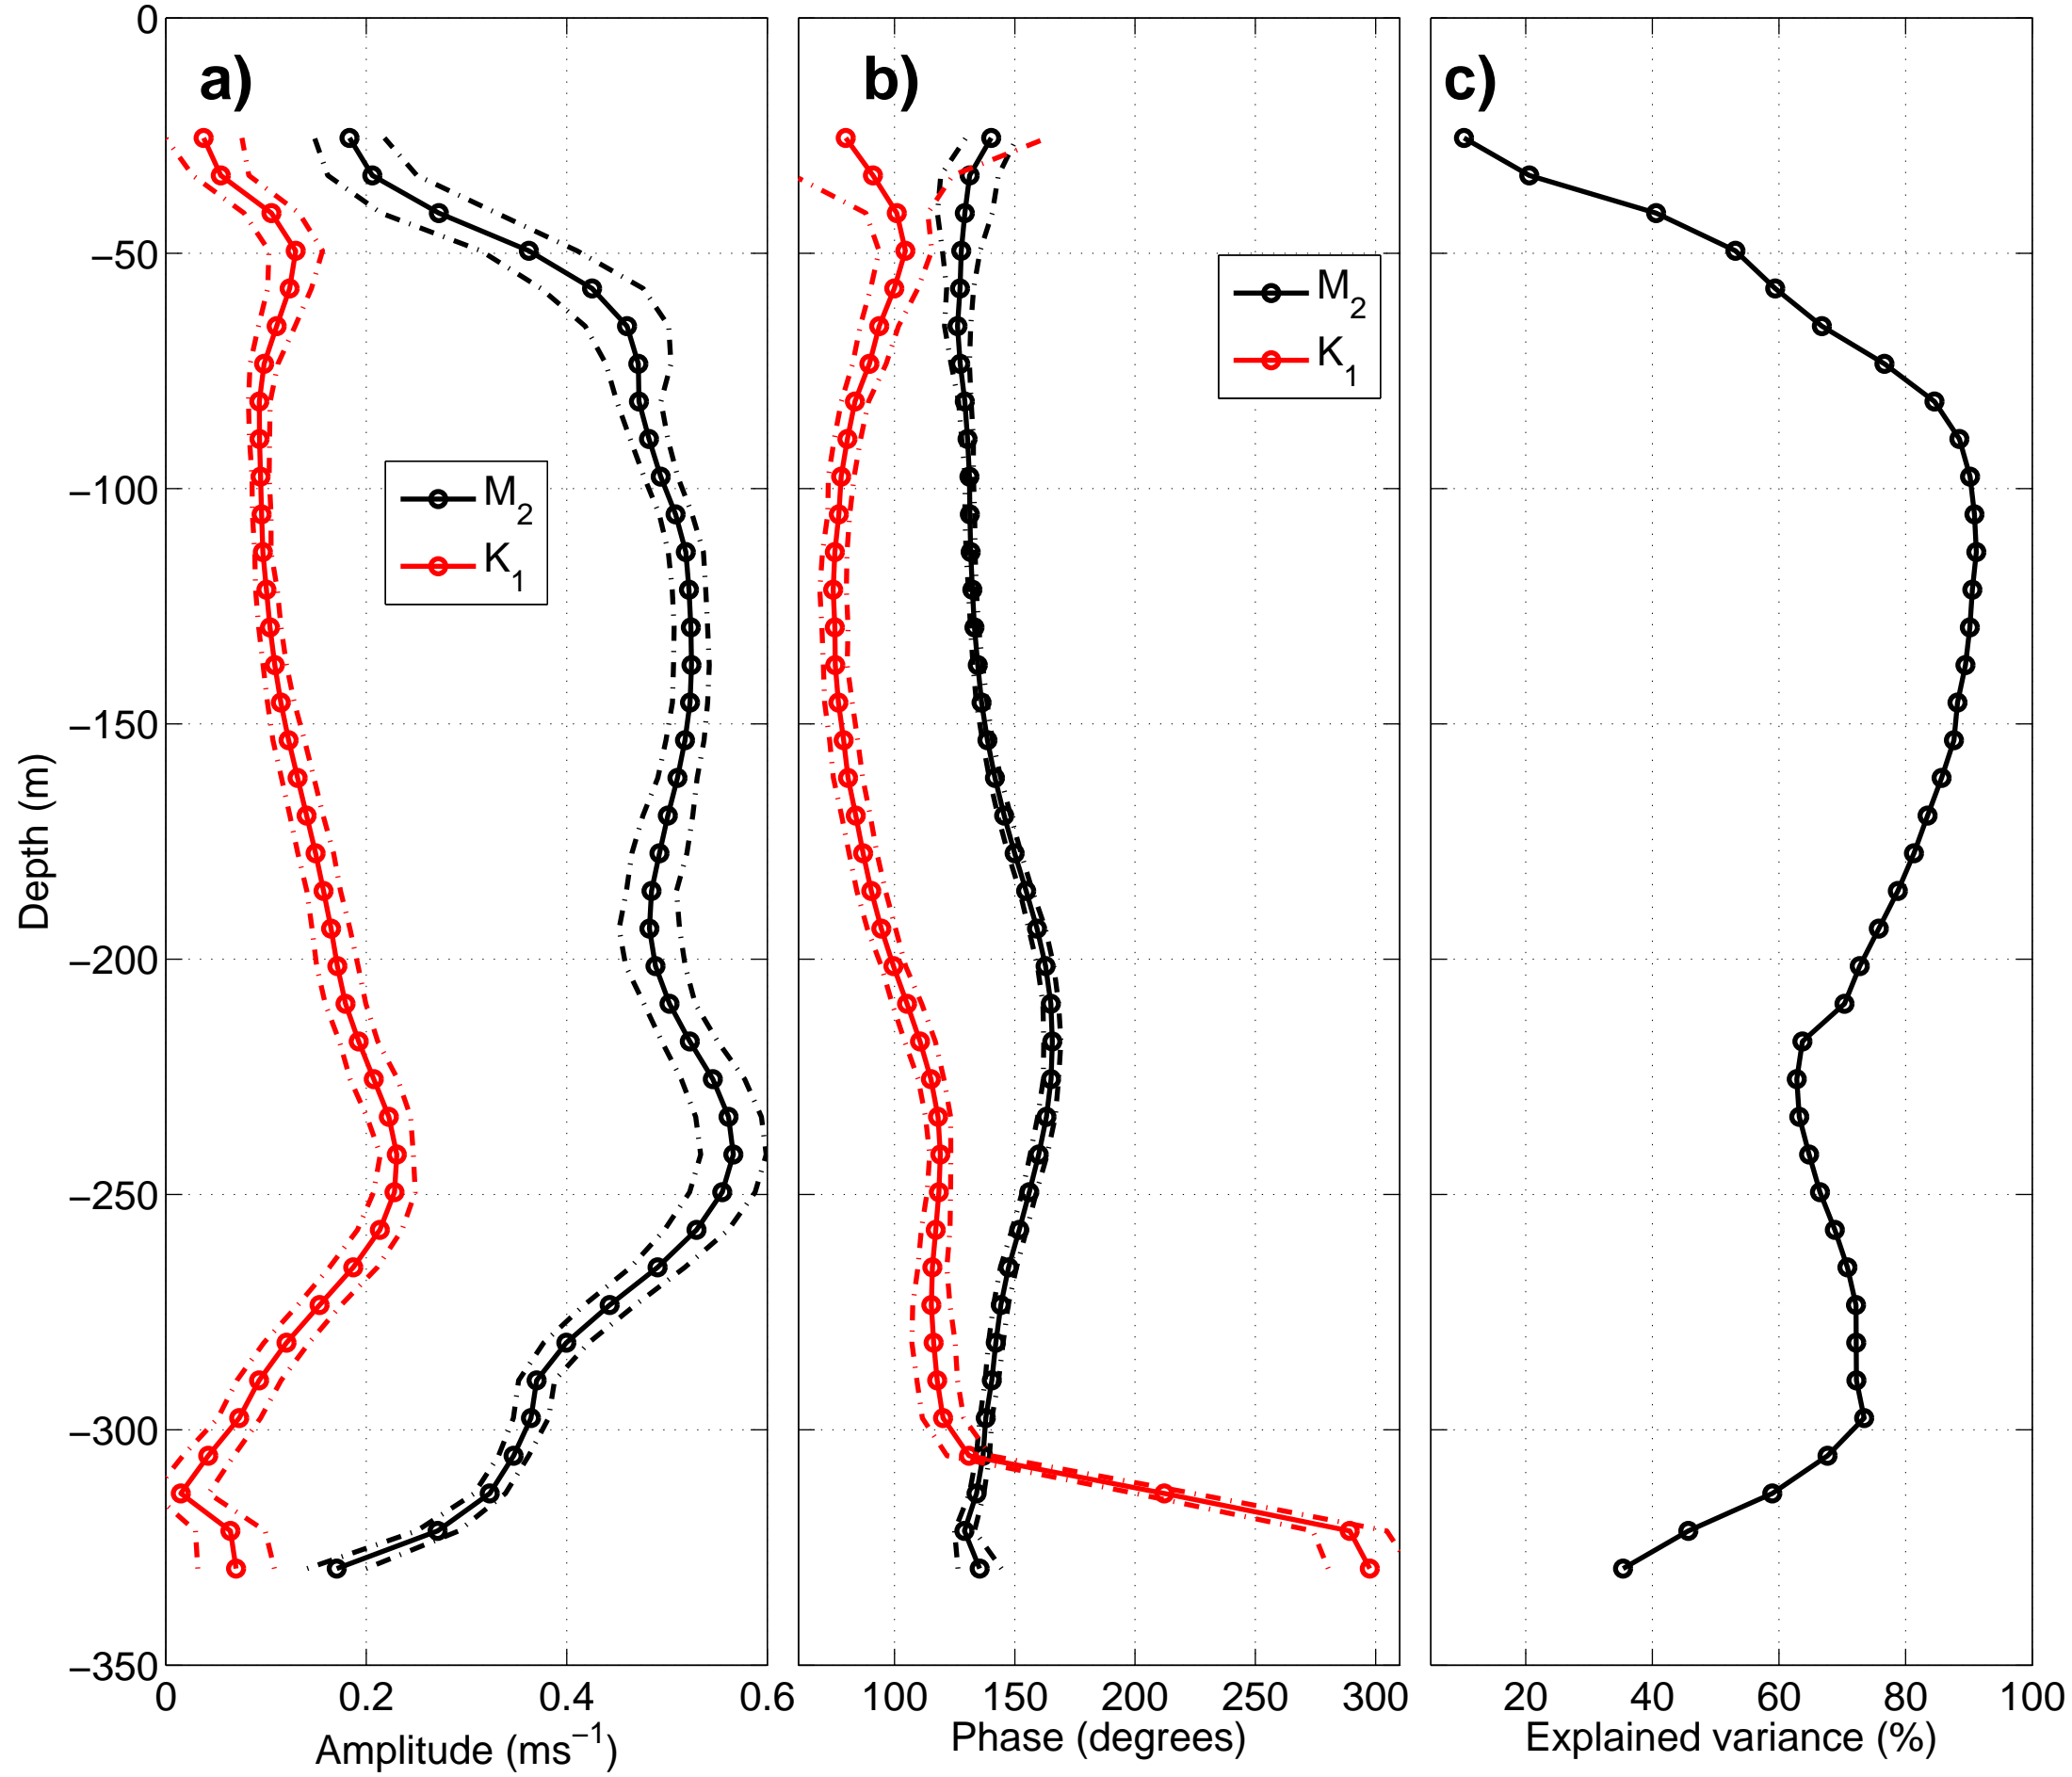 a)
b)
c)
0
−50
−100
−150
−200
−250
−300
−350
Depth (m)
M2
K1
M2
K1
0 0.2 0.4 0.6
100 150 200 250 300
20 40 60 80 100
Amplitude (ms−1)
Phase (degrees)
Explained variance (%)